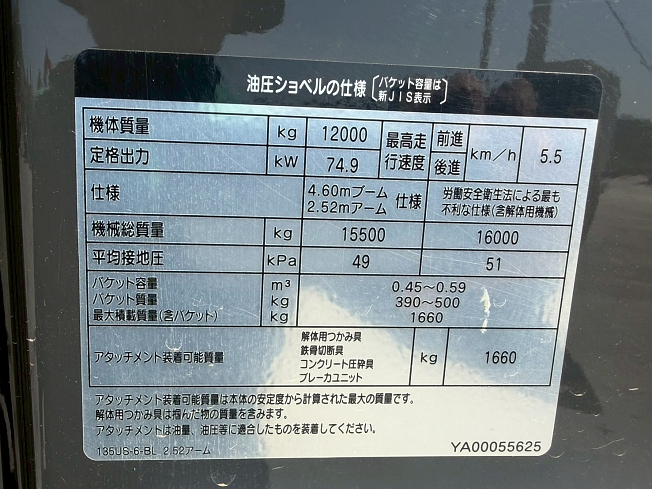 油圧ショベルの仕様〔バケット容量は新JIS表示〕
機体質量 kg 12000 最高走行速度 前進 後進 km/h 5.5
定格出力 kW 74.9
仕様 4.60mブーム 2.52mアーム 仕様 労働安全衛生法による最も不利な仕様(含解体用機械)
機械総質量 kg 15500 16000
平均接地圧 kPa 49 51
バケット容量 m³ 0.45～0.59
バケット質量 kg 390～500
最大積載質量(含バケット) kg 1660
アタッチメント装着可能質量 解体用つかみ具 鉄骨切断具 コンクリート圧砕具 ブレーカユニット kg 1660
アタッチメント装着可能質量は本体の安定度から計算された最大の質量です。
解体用つかみ具は掴んだ物の質量を含みます。
アタッチメントは油量、油圧等に適合したものを装着してください。
135US-6-BL 2.52アーム YA00055625